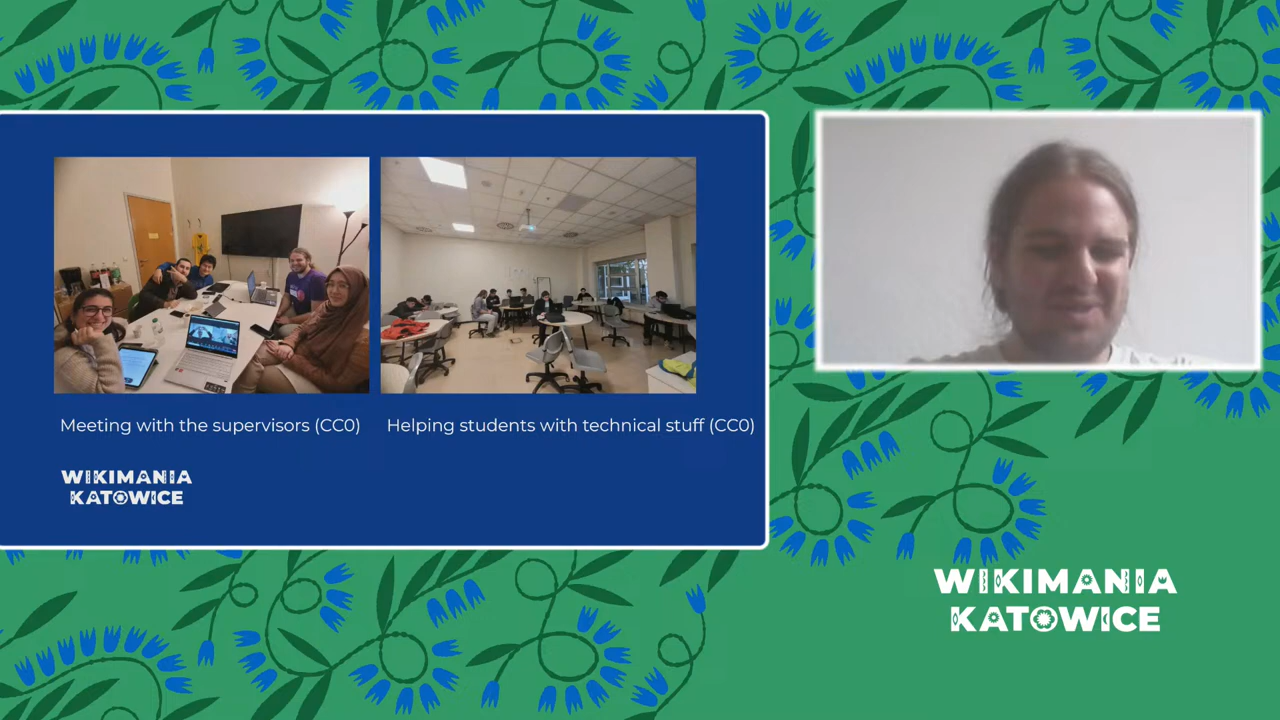 Meeting with the supervisors (CC0)
Helping students with technical stuff (CC0)
WIKIMANIA
KATOWICE
WIKIMANIA
KATOWICE